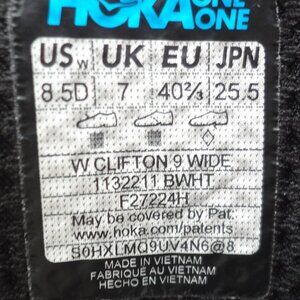 HOKA ONE ONE
US w UK EU JPN
8.5D 7 40⅔ 25.5
W CLIFTON 9 WIDE
1132211 BWHT
F27224H
May be covered by Pat.
www.hoka.com/patents
S0HXLMO9UV4N6@8
MADE IN VIETNAM
FABRIQUÉ AU VIETNAM
HECHO EN VIETNAM